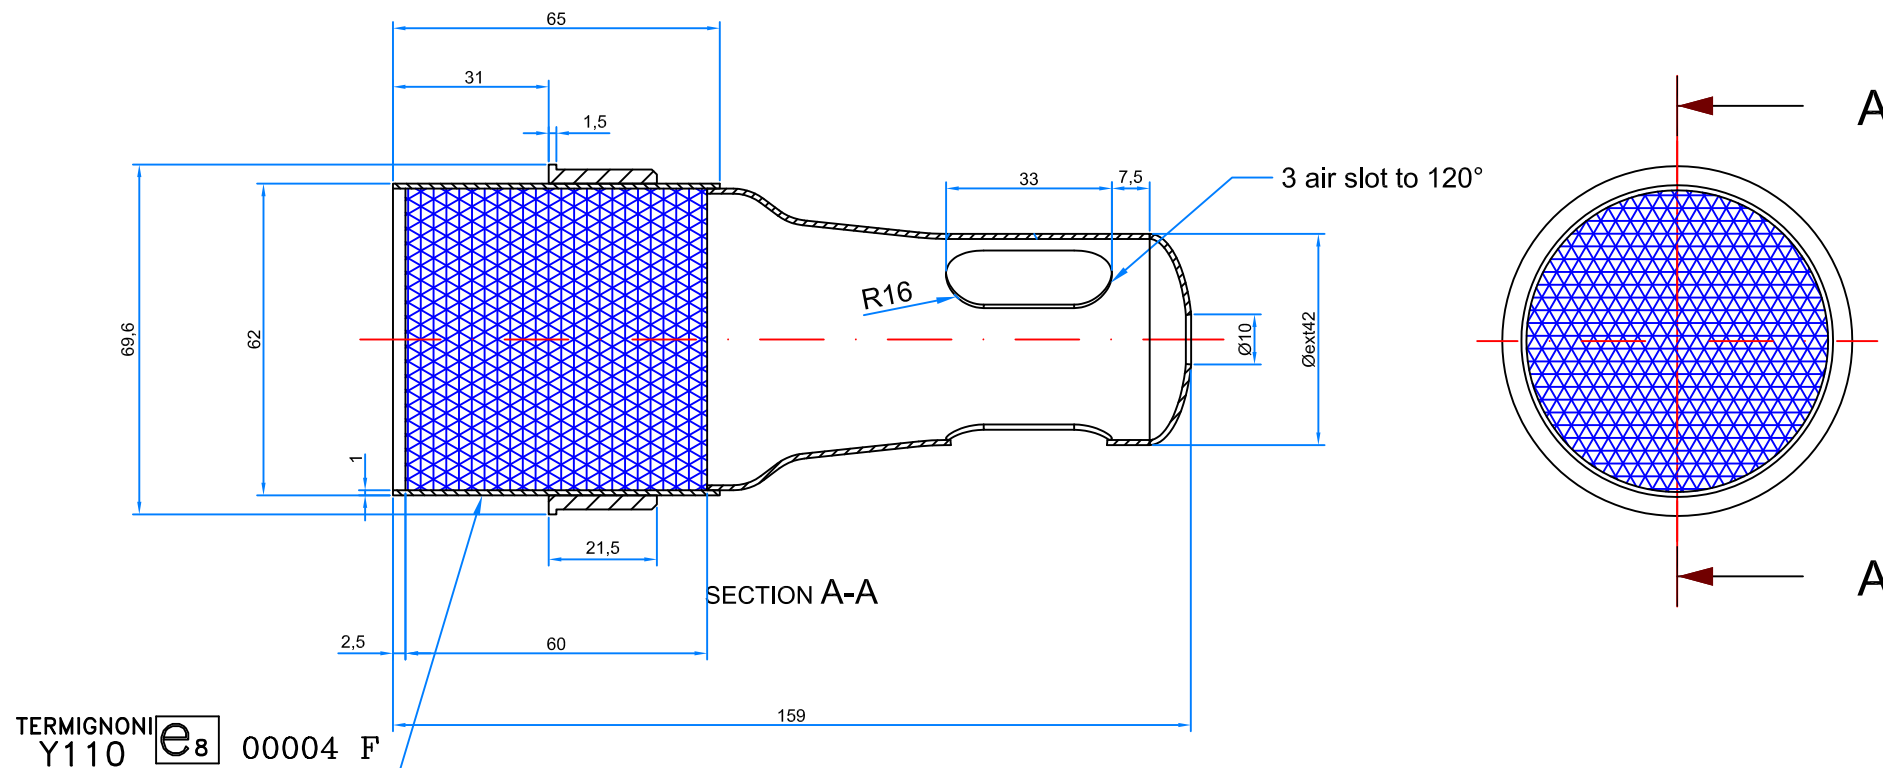 65
31
1,5
A
33
7,5
3 air slot to 120°
R16
69,6
62
Ø10
Øext42
1
21,5
SECTION A-A
A
2,5
60
159
TERMIGNONI
Y110
e8
00004 F